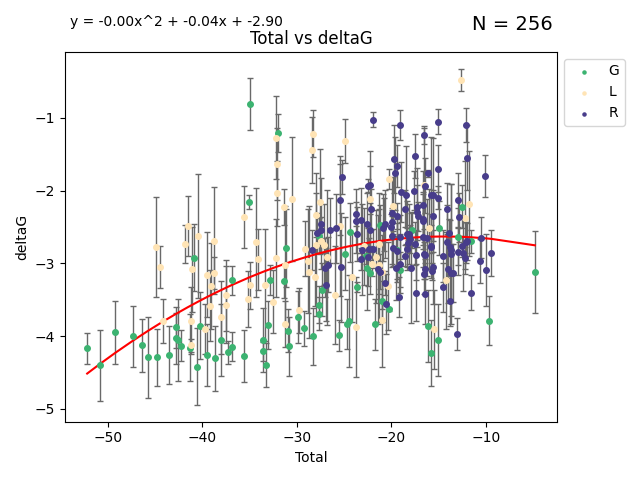 y = -0.00x^2 + -0.04x + -2.90
N = 256
Total vs deltaG
G
L
R
−1
−2
−3
−4
−5
deltaG
−50 −40 −30 −20 −10
Total